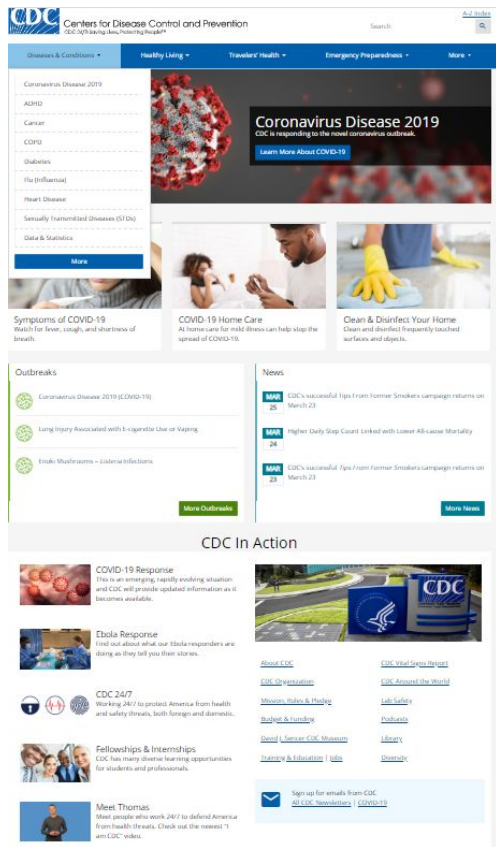 A-Z Index
CDC Centers for Disease Control and Prevention
CDC 24/7: Saving Lives, Protecting People™
Search
Diseases & Conditions
Healthy Living
Travelers' Health
Emergency Preparedness
More
Coronavirus Disease 2019
ADHD
Cancer
COPD
Diabetes
Flu (Influenza)
Heart Disease
Sexually Transmitted Diseases (STDs)
Data & Statistics
More
Coronavirus Disease 2019
CDC is responding to the novel coronavirus outbreak.
Learn More About COVID-19
Symptoms of COVID-19
Watch for fever, cough, and shortness of
breath.
COVID-19 Home Care
At home care for mild illness can help stop the
spread of COVID-19.
Clean & Disinfect Your Home
Clean and disinfect frequently touched
surfaces and objects.
Outbreaks
Coronavirus Disease 2019 (COVID-19)
Lung Injury Associated with E-cigarette Use or Vaping
Enoki Mushrooms – Listeria Infections
More Outbreaks
News
MAR
25
CDC's successful Tips From Former Smokers campaign returns on
March 23
MAR
24
Higher Daily Step Count Linked with Lower All-cause Mortality
MAR
23
CDC's successful Tips From Former Smokers campaign returns on
March 23
More News
CDC In Action
COVID-19 Response
This is an emerging, rapidly evolving situation
and CDC will provide updated information as it
becomes available.
Ebola Response
Find out about what our Ebola responders are
doing as they tell you their stories.
CDC 24/7
Working 24/7 to protect America from health
and safety threats, both foreign and domestic.
Fellowships & Internships
CDC has many diverse learning opportunities
for students and professionals.
Meet Thomas
Meet people who work 24/7 to defend America
from health threats. Check out the newest "I
am CDC" video.
CDC
About CDC
CDC Organization
Mission, Roles & Pledge
Budget & Funding
David J. Sencer CDC Museum
Training & Education | Jobs
CDC Vital Signs Report
CDC Around the World
Lab Safety
Podcasts
Library
Diversity
Sign up for emails from CDC
All CDC Newsletters | COVID-19